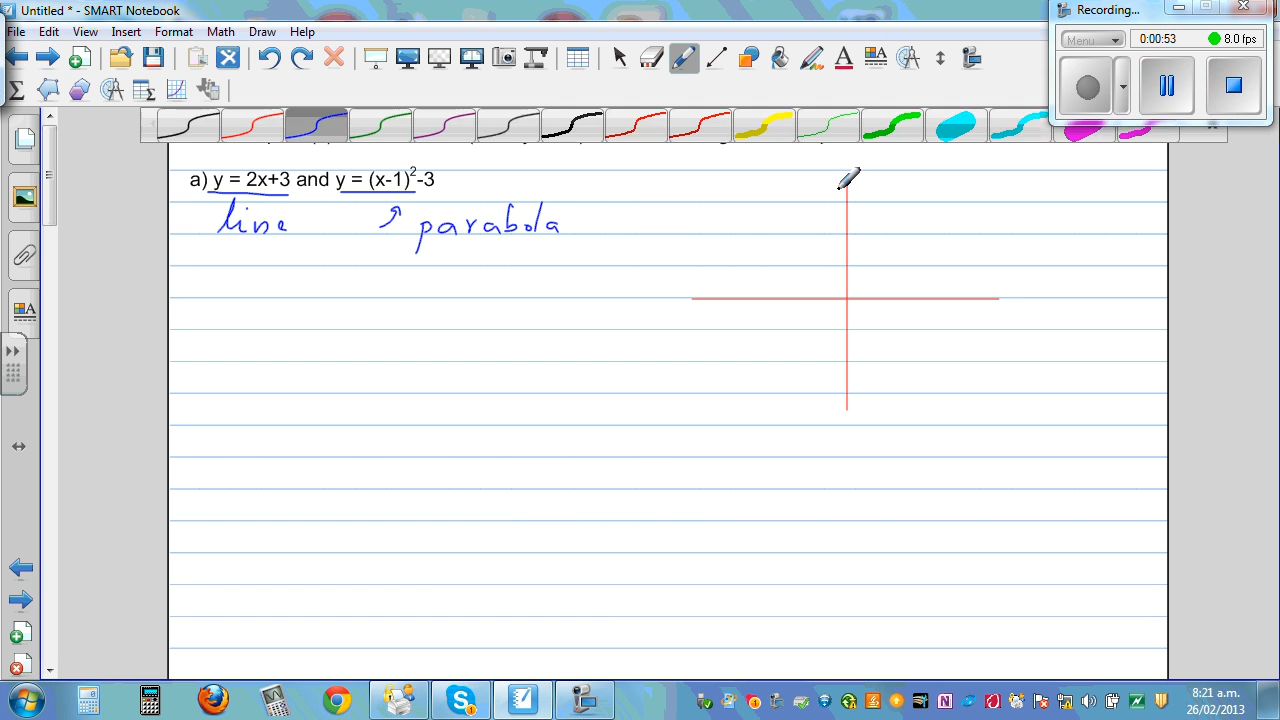 Untitled * - SMART Notebook
File Edit View Insert Format Math Draw Help
Recording...
Menu
0:00:53
8.0 fps
a) y = 2x+3 and y = (x-1)²-3
line
parabola
8:21 a.m.
26/02/2013